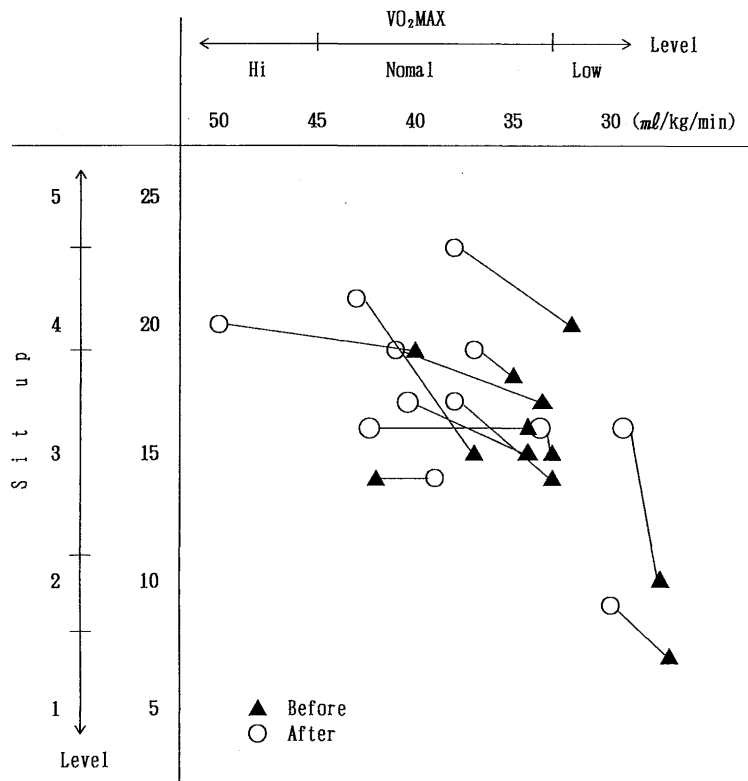 VO₂MAX
Level
Hi Nomal Low
50 45 40 35 30 (mℓ/kg/min)
5 25
4 20
Sit up
3 15
2 10
1 5
Level
Before
After